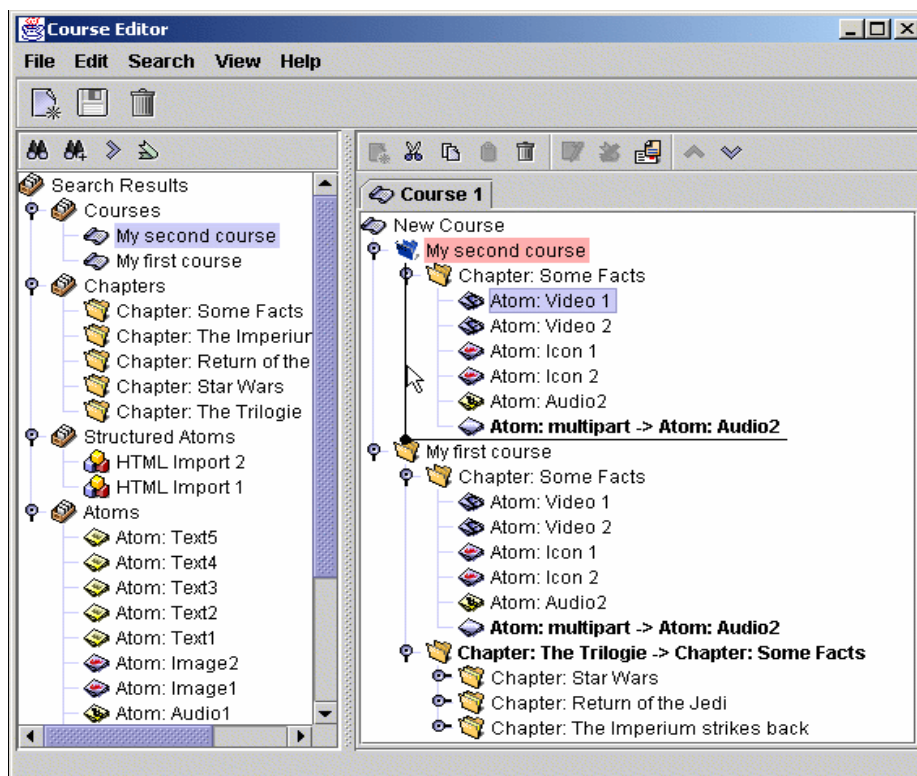 Course Editor
File Edit Search View Help
Search Results
Courses
My second course
My first course
Chapters
Chapter: Some Facts
Chapter: The Imperiur
Chapter: Return of the
Chapter: Star Wars
Chapter: The Trilogie
Structured Atoms
HTML Import 2
HTML Import 1
Atoms
Atom: Text5
Atom: Text4
Atom: Text3
Atom: Text2
Atom: Text1
Atom: Image2
Atom: Image1
Atom: Audio1
Course 1
New Course
My second course
Chapter: Some Facts
Atom: Video 1
Atom: Video 2
Atom: Icon 1
Atom: Icon 2
Atom: Audio2
Atom: multipart -> Atom: Audio2
My first course
Chapter: Some Facts
Atom: Video 1
Atom: Video 2
Atom: Icon 1
Atom: Icon 2
Atom: Audio2
Atom: multipart -> Atom: Audio2
Chapter: The Trilogie -> Chapter: Some Facts
Chapter: Star Wars
Chapter: Return of the Jedi
Chapter: The Imperium strikes back